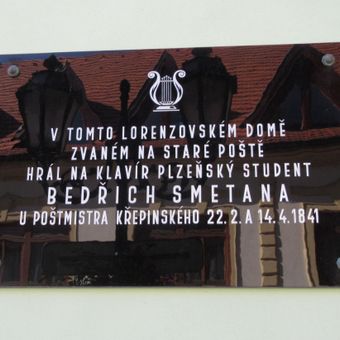 V TOMTO LORENZOVSKÉM DOMĚ
ZVANÉM NA STARÉ POŠTĚ
HRÁL NA KLAVÍR PLZEŇSKÝ STUDENT
BEDŘICH SMETANA
U POŠTMISTRA KŘEPINSKÉHO 22.2. A 14.4.1841